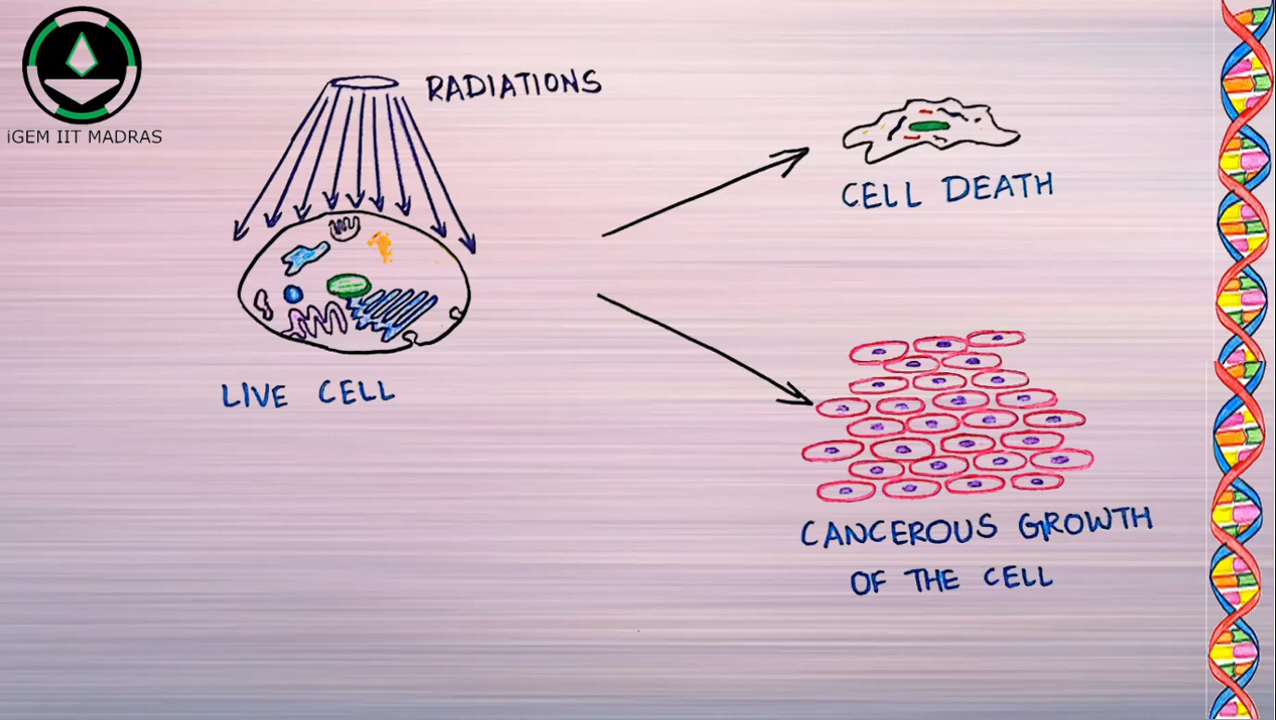 iGEM IIT MADRAS
RADIATIONS
CELL DEATH
LIVE CELL
CANCEROUS GROWTH
OF THE CELL